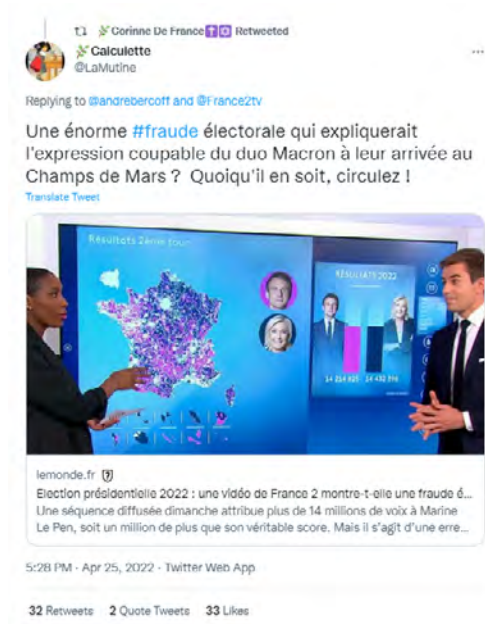 Corinne De France Retweeted
Calculette
@LaMutine
Replying to @andrebercoff and @France2tv
Une énorme #fraude électorale qui expliquerait
l'expression coupable du duo Macron à leur arrivée au
Champs de Mars ? Quoiqu'il en soit, circulez !
Translate Tweet
Résultats 2ème tour
RÉSULTATS 2022
lemonde.fr
Election présidentielle 2022 : une vidéo de France 2 montre-t-elle une fraude é...
Une séquence diffusée dimanche attribue plus de 14 millions de voix à Marine
Le Pen, soit un million de plus que son véritable score. Mais il s'agit d'une erre...
5:28 PM · Apr 25, 2022 · Twitter Web App
32 Retweets 2 Quote Tweets 33 Likes